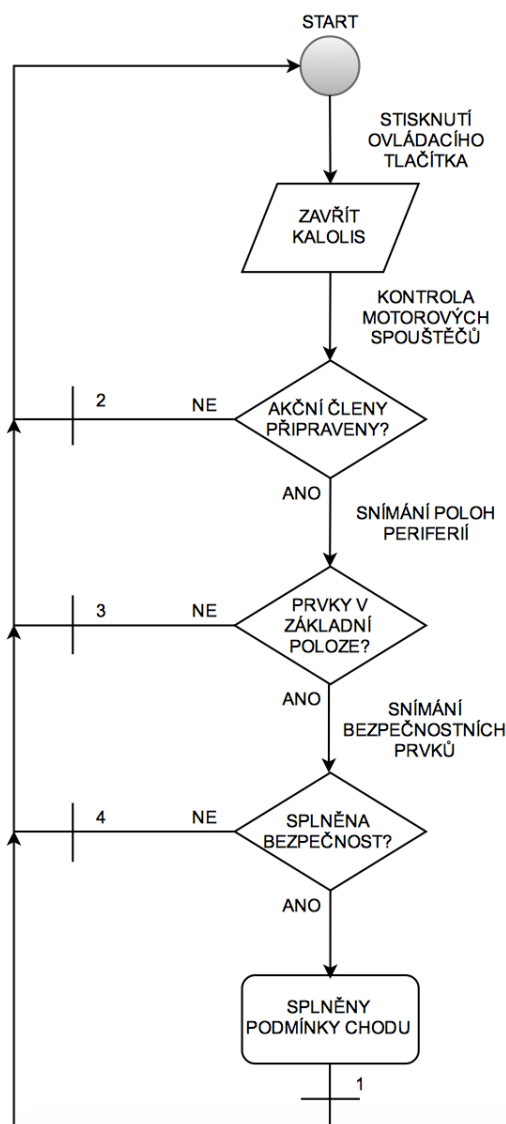 START
STISKNUTÍ
OVLÁDACÍHO
TLAČÍTKA
ZAVŘÍT
KALOLIS
KONTROLA
MOTOROVÝCH
SPOUŠTĚČŮ
2
NE
AKČNÍ ČLENY
PŘIPRAVENY?
ANO
SNÍMÁNÍ POLOH
PERIFERIÍ
3
NE
PRVKY V
ZÁKLADNÍ
POLOZE?
ANO
SNÍMÁNÍ
BEZPEČNOSTNÍCH
PRVKŮ
4
NE
SPLNĚNA
BEZPEČNOST?
ANO
SPLNĚNY
PODMÍNKY CHODU
1